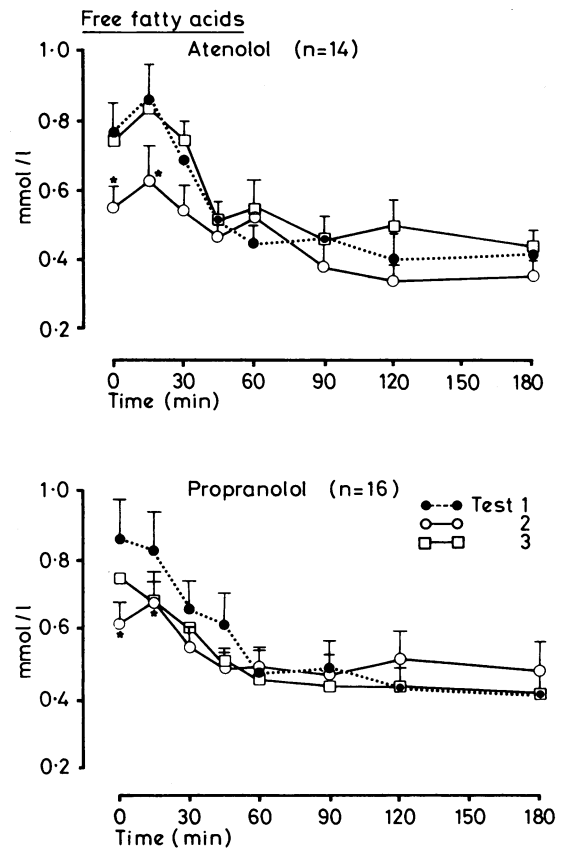 Free fatty acids
Atenolol (n=14)
1·0
0·8
0·6
0·4
0·2
mmol/l
*
*
0 30 60 90 120 150 180
Time (min)
Propranolol (n=16)
Test 1
2
3
1·0
0·8
0·6
0·4
0·2
mmol/l
*
*
0 30 60 90 120 150 180
Time (min)